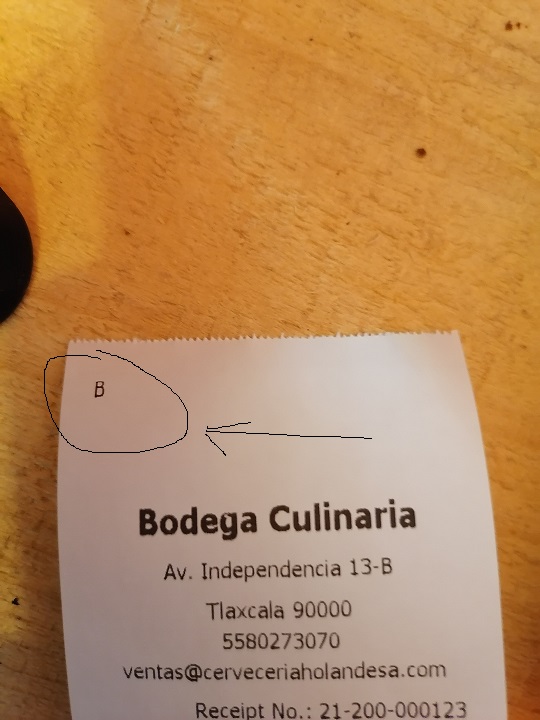 B
Bodega Culinaria
Av. Independencia 13-B
Tlaxcala 90000
5580273070
ventas@cerveceriaholandesa.com
Receipt No.: 21-200-000123